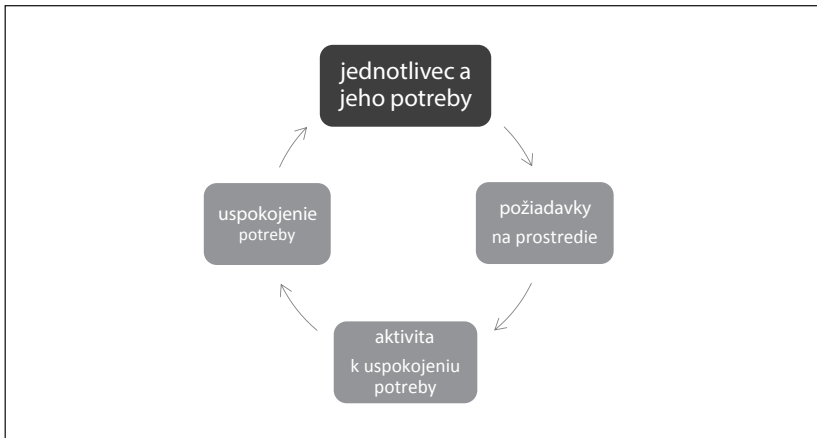 jednotlivec a
jeho potreby
požiadavky
na prostredie
aktivita
k uspokojeniu
potreby
uspokojenie
potreby